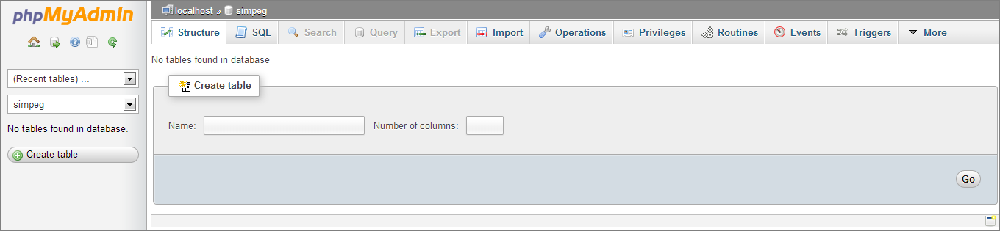 phpMyAdmin
(Recent tables) ...
simpeg
No tables found in database.
Create table
localhost » simpeg
Structure SQL Search Query Export Import Operations Privileges Routines Events Triggers More
No tables found in database
Create table
Name: Number of columns:
Go